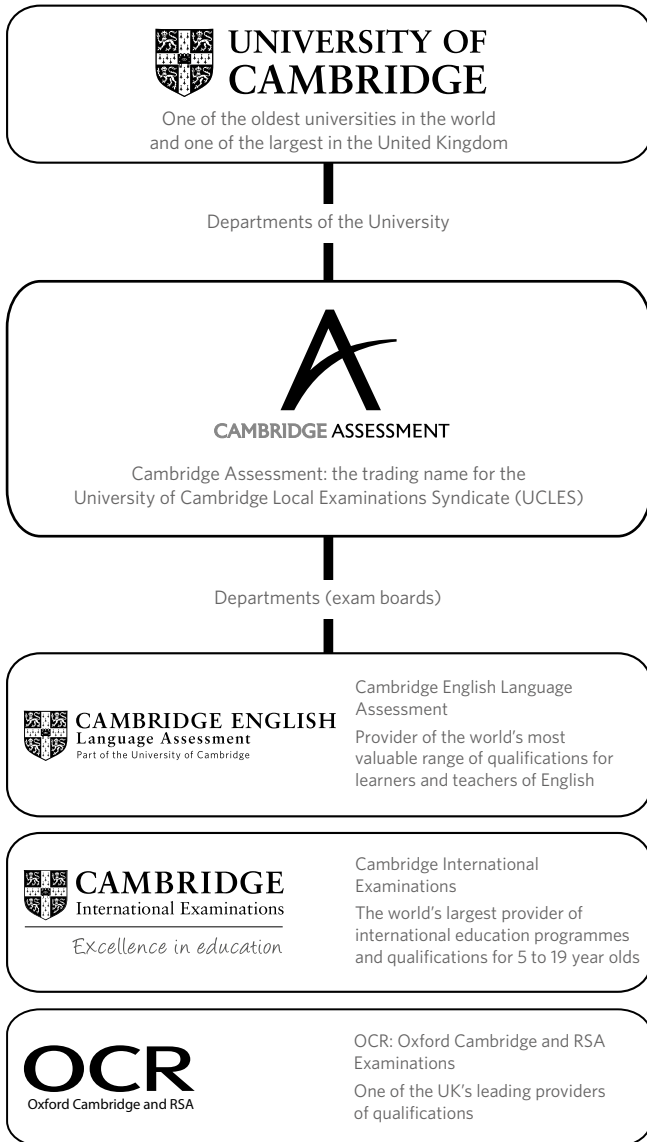 UNIVERSITY OF
CAMBRIDGE
One of the oldest universities in the world
and one of the largest in the United Kingdom
Departments of the University
CAMBRIDGE ASSESSMENT
Cambridge Assessment: the trading name for the
University of Cambridge Local Examinations Syndicate (UCLES)
Departments (exam boards)
CAMBRIDGE ENGLISH
Language Assessment
Part of the University of Cambridge
Cambridge English Language
Assessment
Provider of the world's most
valuable range of qualifications for
learners and teachers of English
CAMBRIDGE
International Examinations
Excellence in education
Cambridge International
Examinations
The world's largest provider of
international education programmes
and qualifications for 5 to 19 year olds
OCR
Oxford Cambridge and RSA
OCR: Oxford Cambridge and RSA
Examinations
One of the UK's leading providers
of qualifications